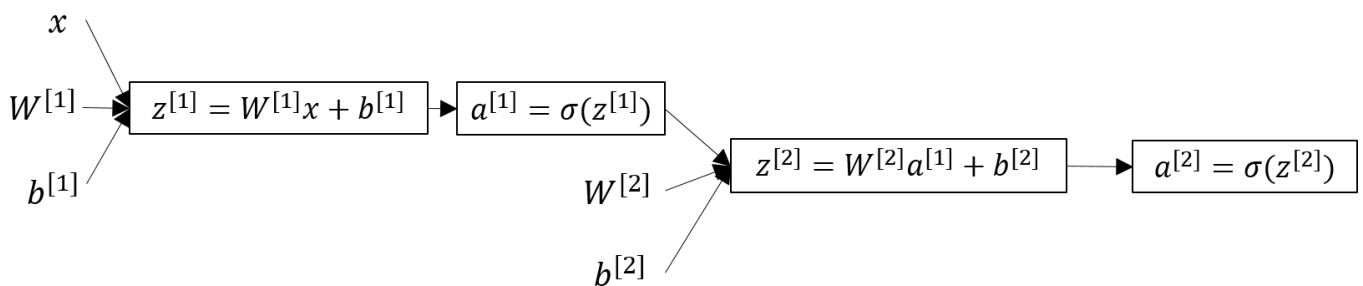 x
W^{[1]}
z^{[1]} = W^{[1]}x + b^{[1]}
a^{[1]} = σ(z^{[1]})
b^{[1]}
z^{[2]} = W^{[2]}a^{[1]} + b^{[2]}
a^{[2]} = σ(z^{[2]})
W^{[2]}
b^{[2]}